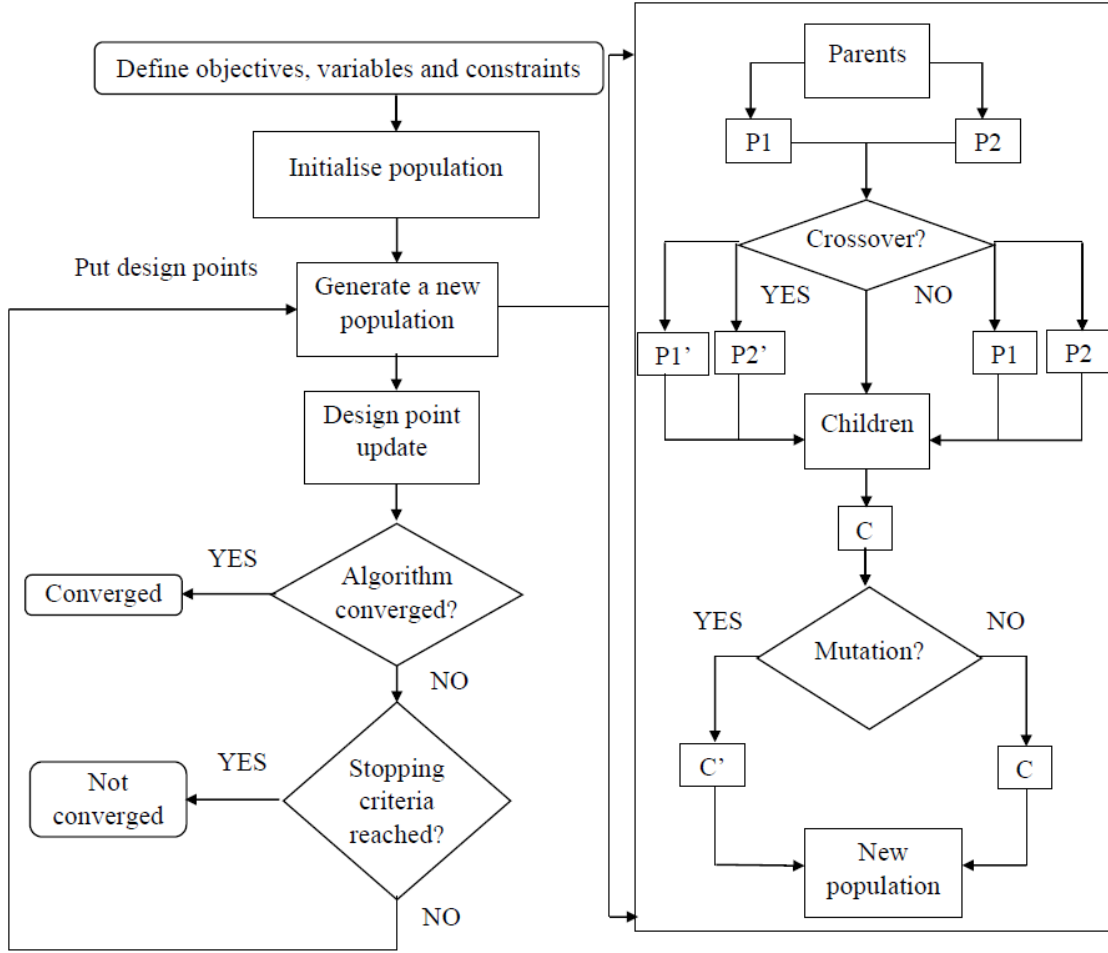 Define objectives, variables and constraints
Initialise population
Put design points
Generate a new
population
Design point
update
YES
Algorithm
converged?
Converged
NO
YES
Stopping
criteria
reached?
Not
converged
NO
Parents
P1
P2
Crossover?
YES
NO
P1’
P2’
P1
P2
Children
C
YES
NO
Mutation?
C’
C
New
population